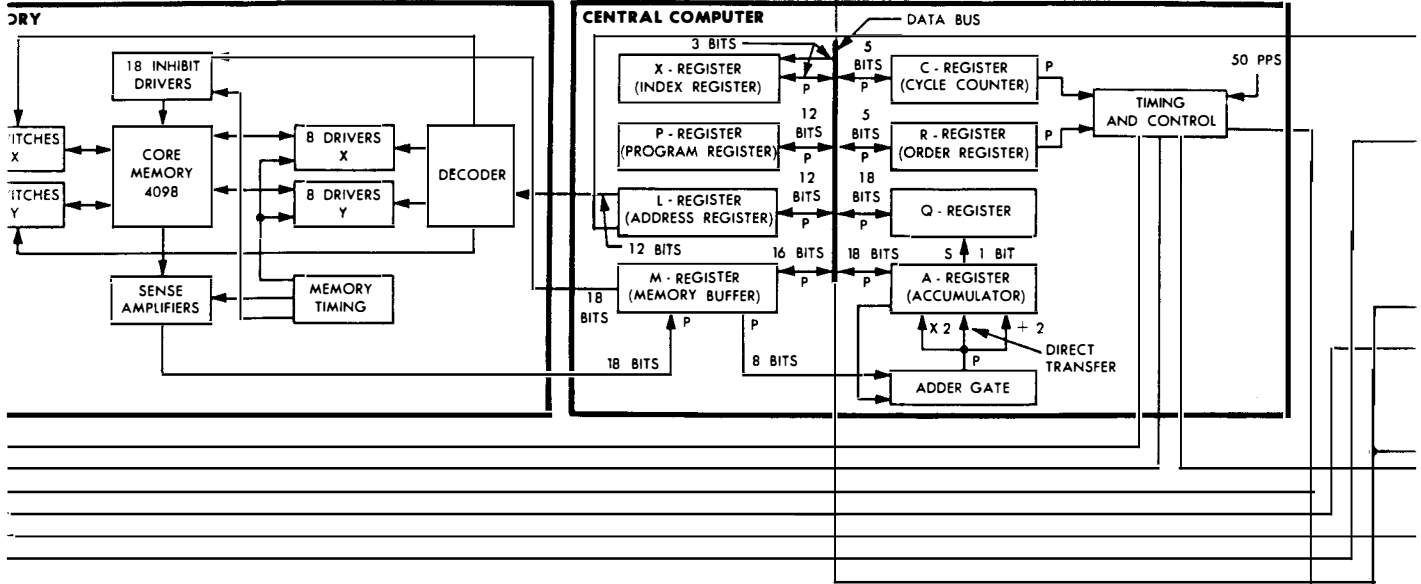 ORY
18 INHIBIT
DRIVERS
ITCHES
X
ITCHES
Y
CORE
MEMORY
4098
8 DRIVERS
X
8 DRIVERS
Y
DECODER
SENSE
AMPLIFIERS
MEMORY
TIMING
CENTRAL COMPUTER
DATA BUS
3 BITS
X - REGISTER
(INDEX REGISTER)
P
5
BITS
P
C - REGISTER
(CYCLE COUNTER)
P
50 PPS
TIMING
AND CONTROL
P - REGISTER
(PROGRAM REGISTER)
12
BITS
P
5
BITS
P
R - REGISTER
(ORDER REGISTER)
P
L - REGISTER
(ADDRESS REGISTER)
12
BITS
P
18
BITS
P
Q - REGISTER
12 BITS
S 1 BIT
M - REGISTER
(MEMORY BUFFER)
16 BITS
P
18 BITS
P
A - REGISTER
(ACCUMULATOR)
18
BITS
P
P
X 2
+ 2
DIRECT
TRANSFER
P
18 BITS
8 BITS
ADDER GATE